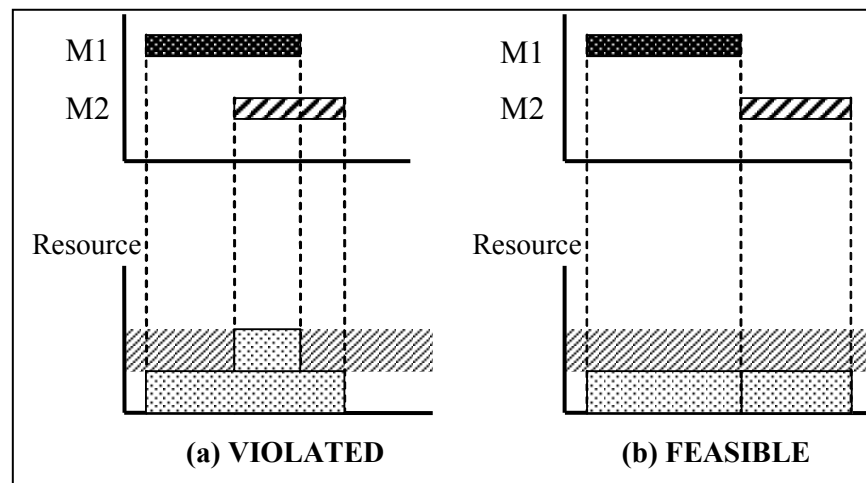 M1
M2
Resource
(a) VIOLATED
M1
M2
Resource
(b) FEASIBLE